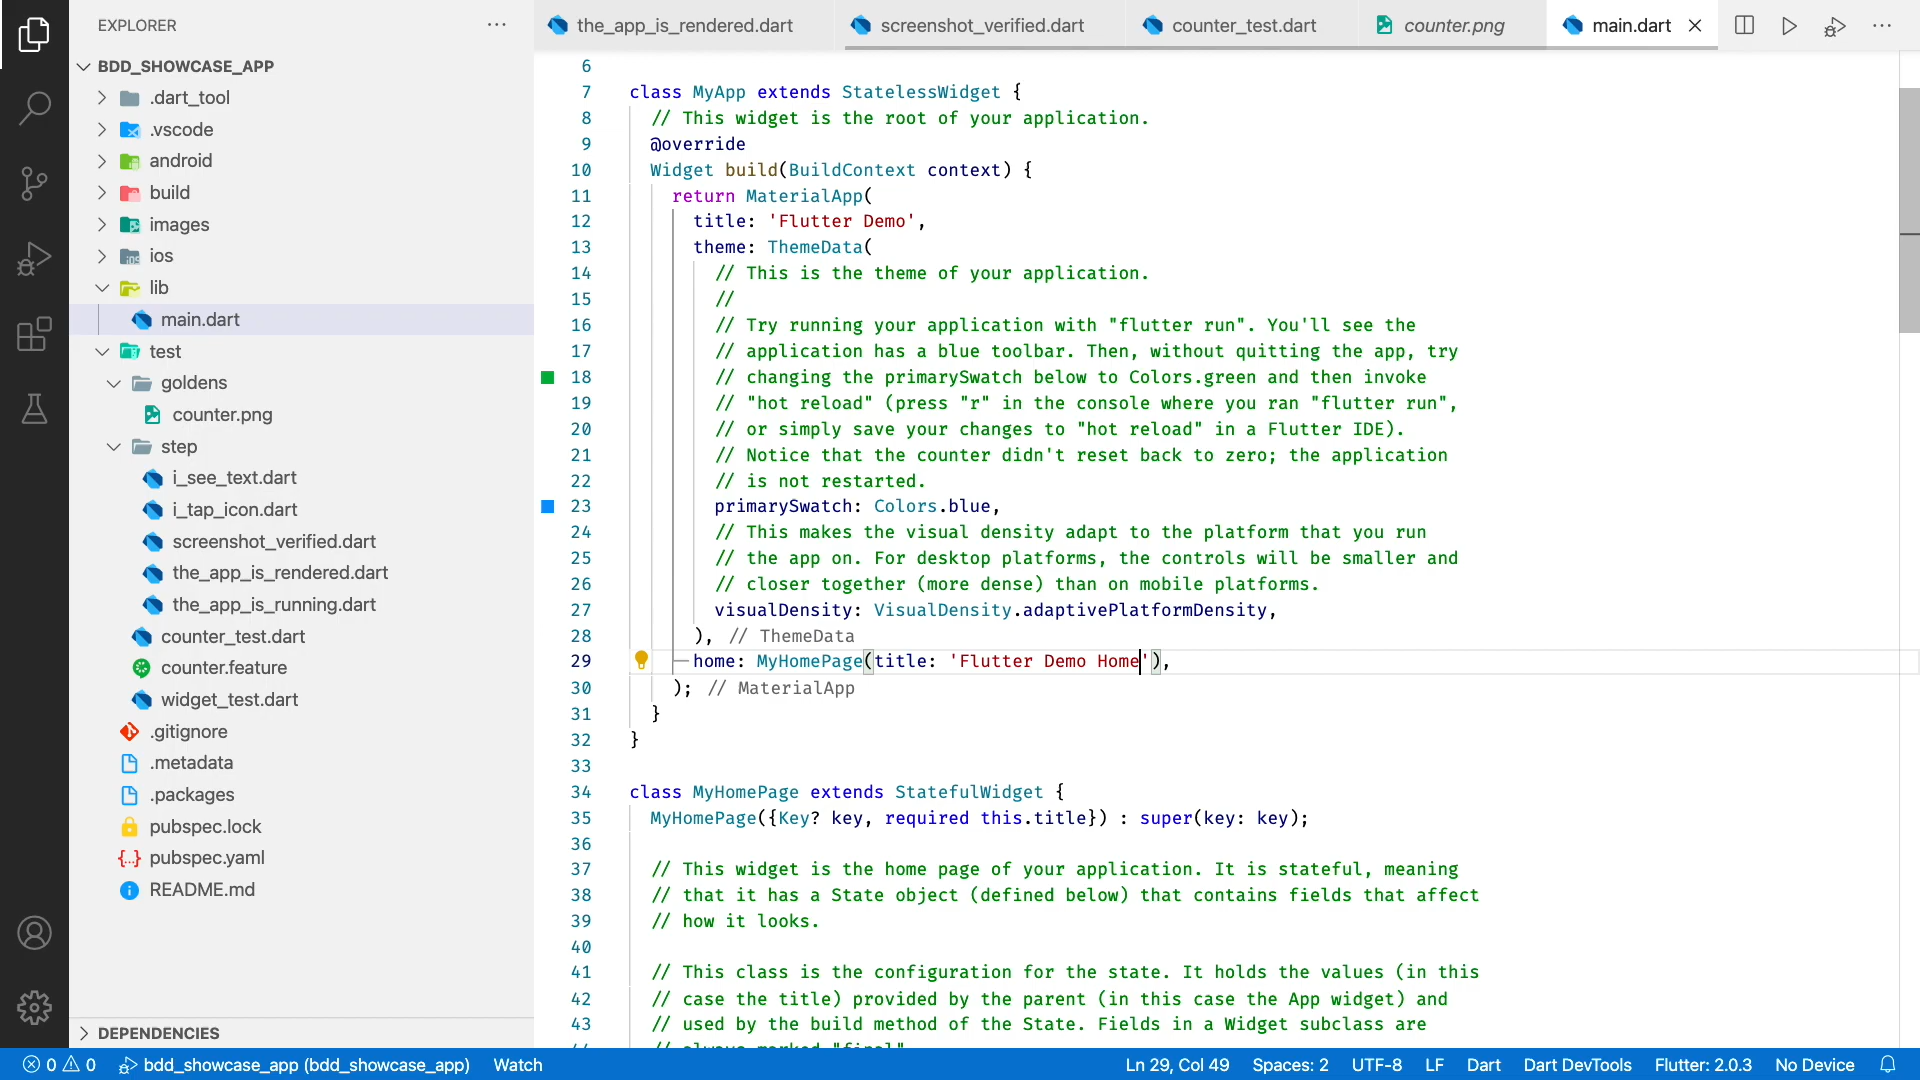 EXPLORER
BDD_SHOWCASE_APP
.dart_tool
.vscode
android
build
images
ios
lib
main.dart
test
goldens
counter.png
step
i_see_text.dart
i_tap_icon.dart
screenshot_verified.dart
the_app_is_rendered.dart
the_app_is_running.dart
counter_test.dart
counter.feature
widget_test.dart
.gitignore
.metadata
.packages
pubspec.lock
pubspec.yaml
README.md
DEPENDENCIES
the_app_is_rendered.dart screenshot_verified.dart counter_test.dart counter.png main.dart
6
7 class MyApp extends StatelessWidget {
8 // This widget is the root of your application.
9 @override
10 Widget build(BuildContext context) {
11 return MaterialApp(
12 title: 'Flutter Demo',
13 theme: ThemeData(
14 // This is the theme of your application.
15 //
16 // Try running your application with "flutter run". You'll see the
17 // application has a blue toolbar. Then, without quitting the app, try
18 // changing the primarySwatch below to Colors.green and then invoke
19 // "hot reload" (press "r" in the console where you ran "flutter run",
20 // or simply save your changes to "hot reload" in a Flutter IDE).
21 // Notice that the counter didn't reset back to zero; the application
22 // is not restarted.
23 primarySwatch: Colors.blue,
24 // This makes the visual density adapt to the platform that you run
25 // the app on. For desktop platforms, the controls will be smaller and
26 // closer together (more dense) than on mobile platforms.
27 visualDensity: VisualDensity.adaptivePlatformDensity,
28 ), // ThemeData
29 home: MyHomePage(title: 'Flutter Demo Home'),
30 ); // MaterialApp
31 }
32 }
33
34 class MyHomePage extends StatefulWidget {
35 MyHomePage({Key? key, required this.title}) : super(key: key);
36
37 // This widget is the home page of your application. It is stateful, meaning
38 // that it has a State object (defined below) that contains fields that affect
39 // how it looks.
40
41 // This class is the configuration for the state. It holds the values (in this
42 // case the title) provided by the parent (in this case the App widget) and
43 // used by the build method of the State. Fields in a Widget subclass are
44 // always marked "final".
0 0 bdd_showcase_app (bdd_showcase_app) Watch Ln 29, Col 49 Spaces: 2 UTF-8 LF Dart Dart DevTools Flutter: 2.0.3 No Device